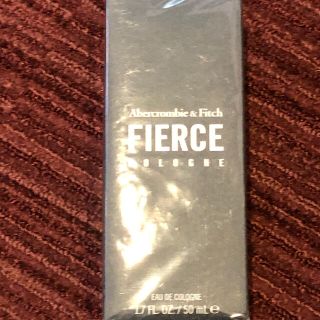 Abercrombie & Fitch
FIERCE
COLOGNE
EAU DE COLOGNE
1.7 FL. OZ. / 50 mL ℮